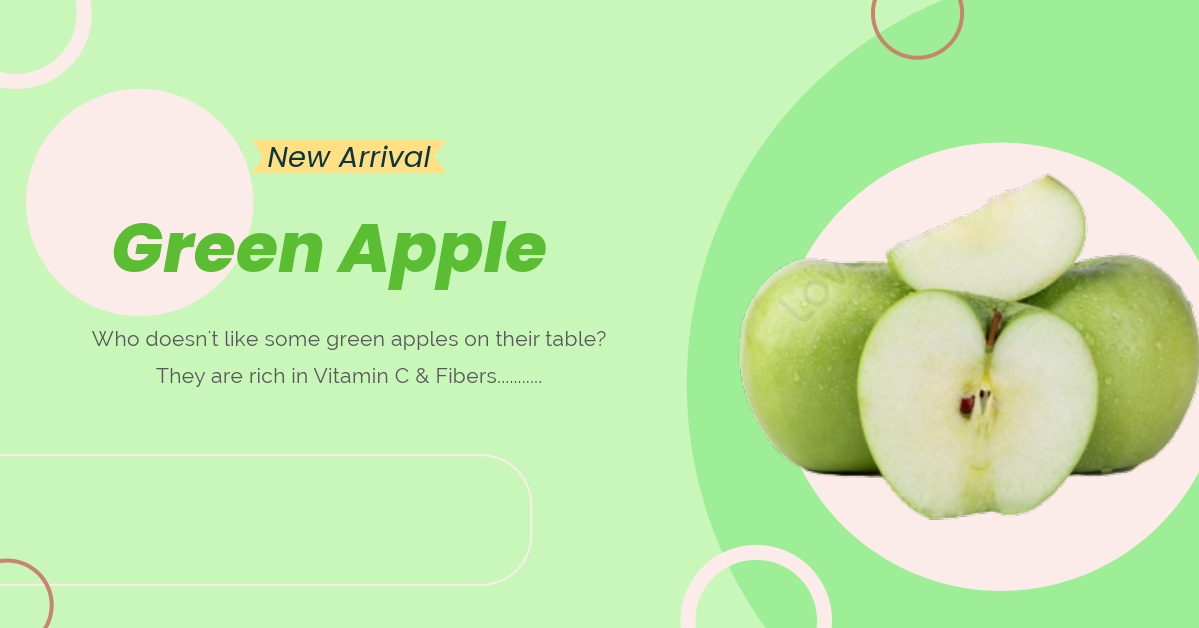 New Arrival
Green Apple
Who doesn't like some green apples on their table?
They are rich in Vitamin C & Fibers..........